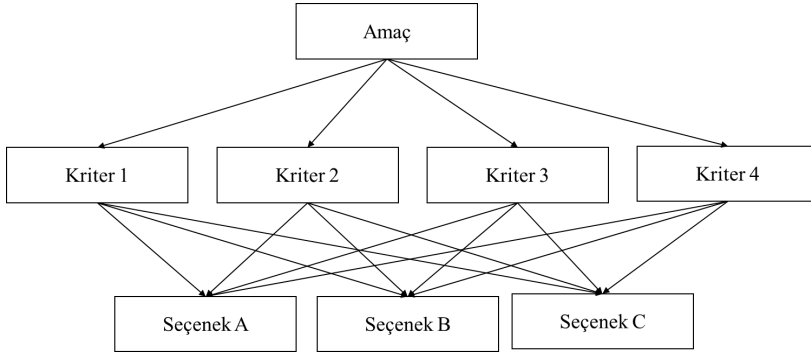 Amaç
Kriter 1
Kriter 2
Kriter 3
Kriter 4
Seçenek A
Seçenek B
Seçenek C